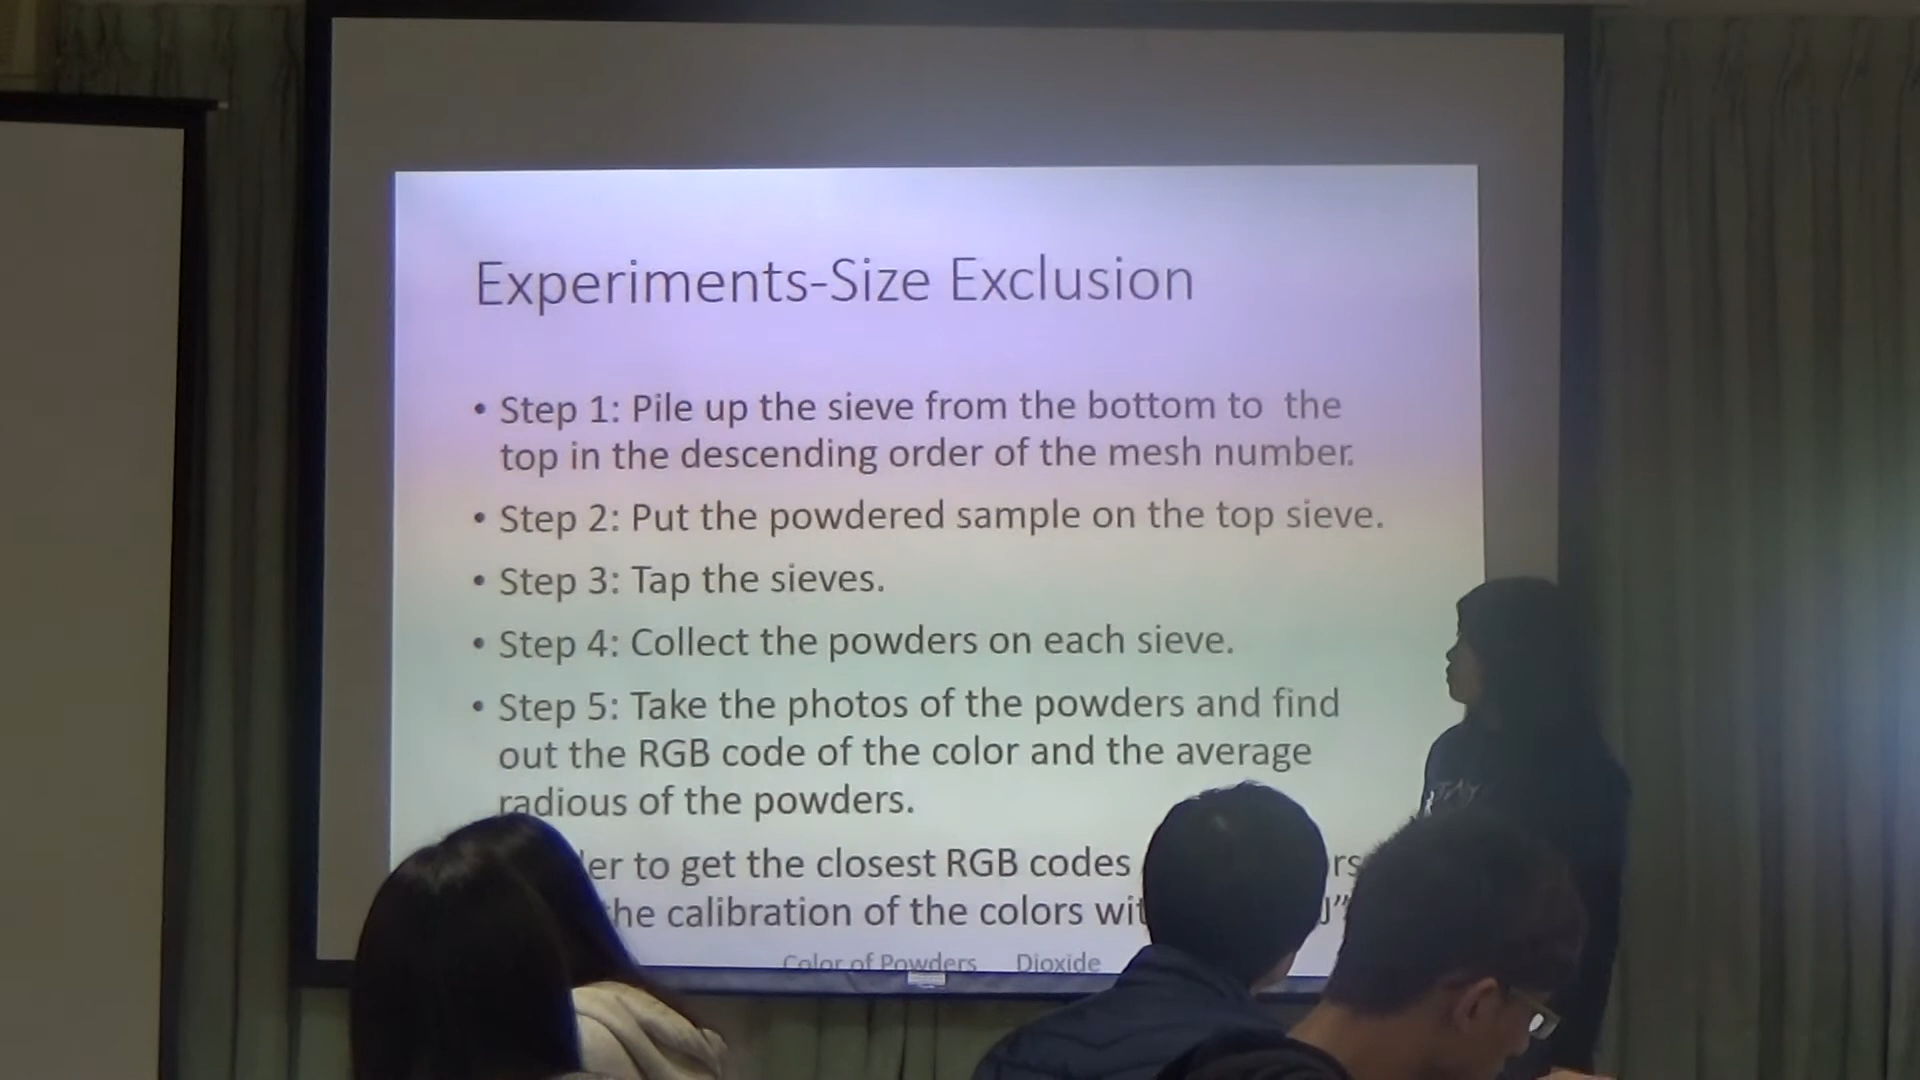 Experiments-Size Exclusion
• Step 1: Pile up the sieve from the bottom to the
top in the descending order of the mesh number.
• Step 2: Put the powdered sample on the top sieve.
• Step 3: Tap the sieves.
• Step 4: Collect the powders on each sieve.
• Step 5: Take the photos of the powders and find
out the RGB code of the color and the average
radious of the powders.
to get the closest RGB codes
the calibration of the colors
Color of Powders Dioxide